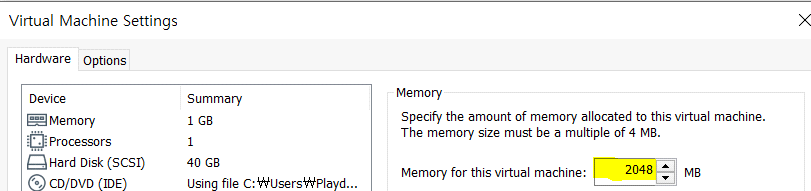 Virtual Machine Settings
Hardware Options
Device Summary
Memory 1 GB
Processors 1
Hard Disk (SCSI) 40 GB
CD/DVD (IDE) Using file C:₩Users₩Playd...
Memory
Specify the amount of memory allocated to this virtual machine.
The memory size must be a multiple of 4 MB.
Memory for this virtual machine: 2048 MB